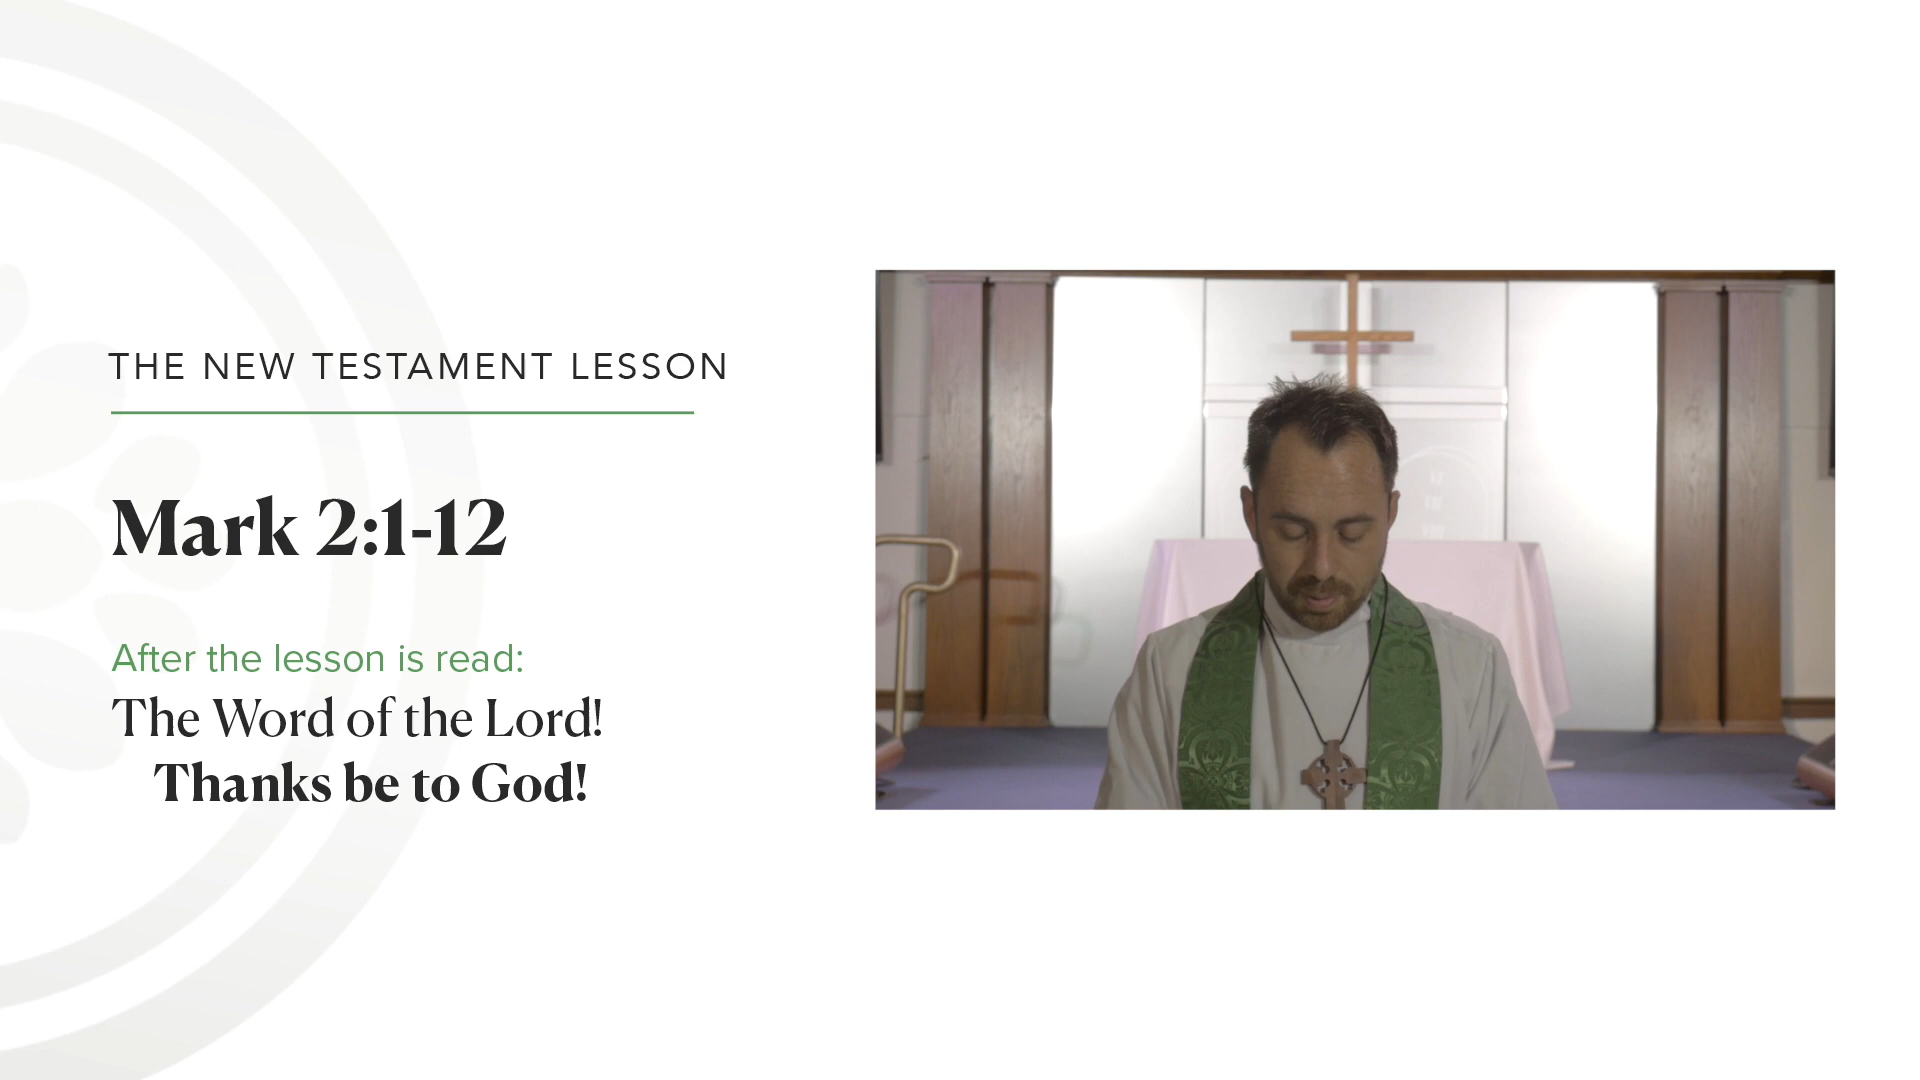 THE NEW TESTAMENT LESSON
Mark 2:1-12
After the lesson is read:
The Word of the Lord!
Thanks be to God!